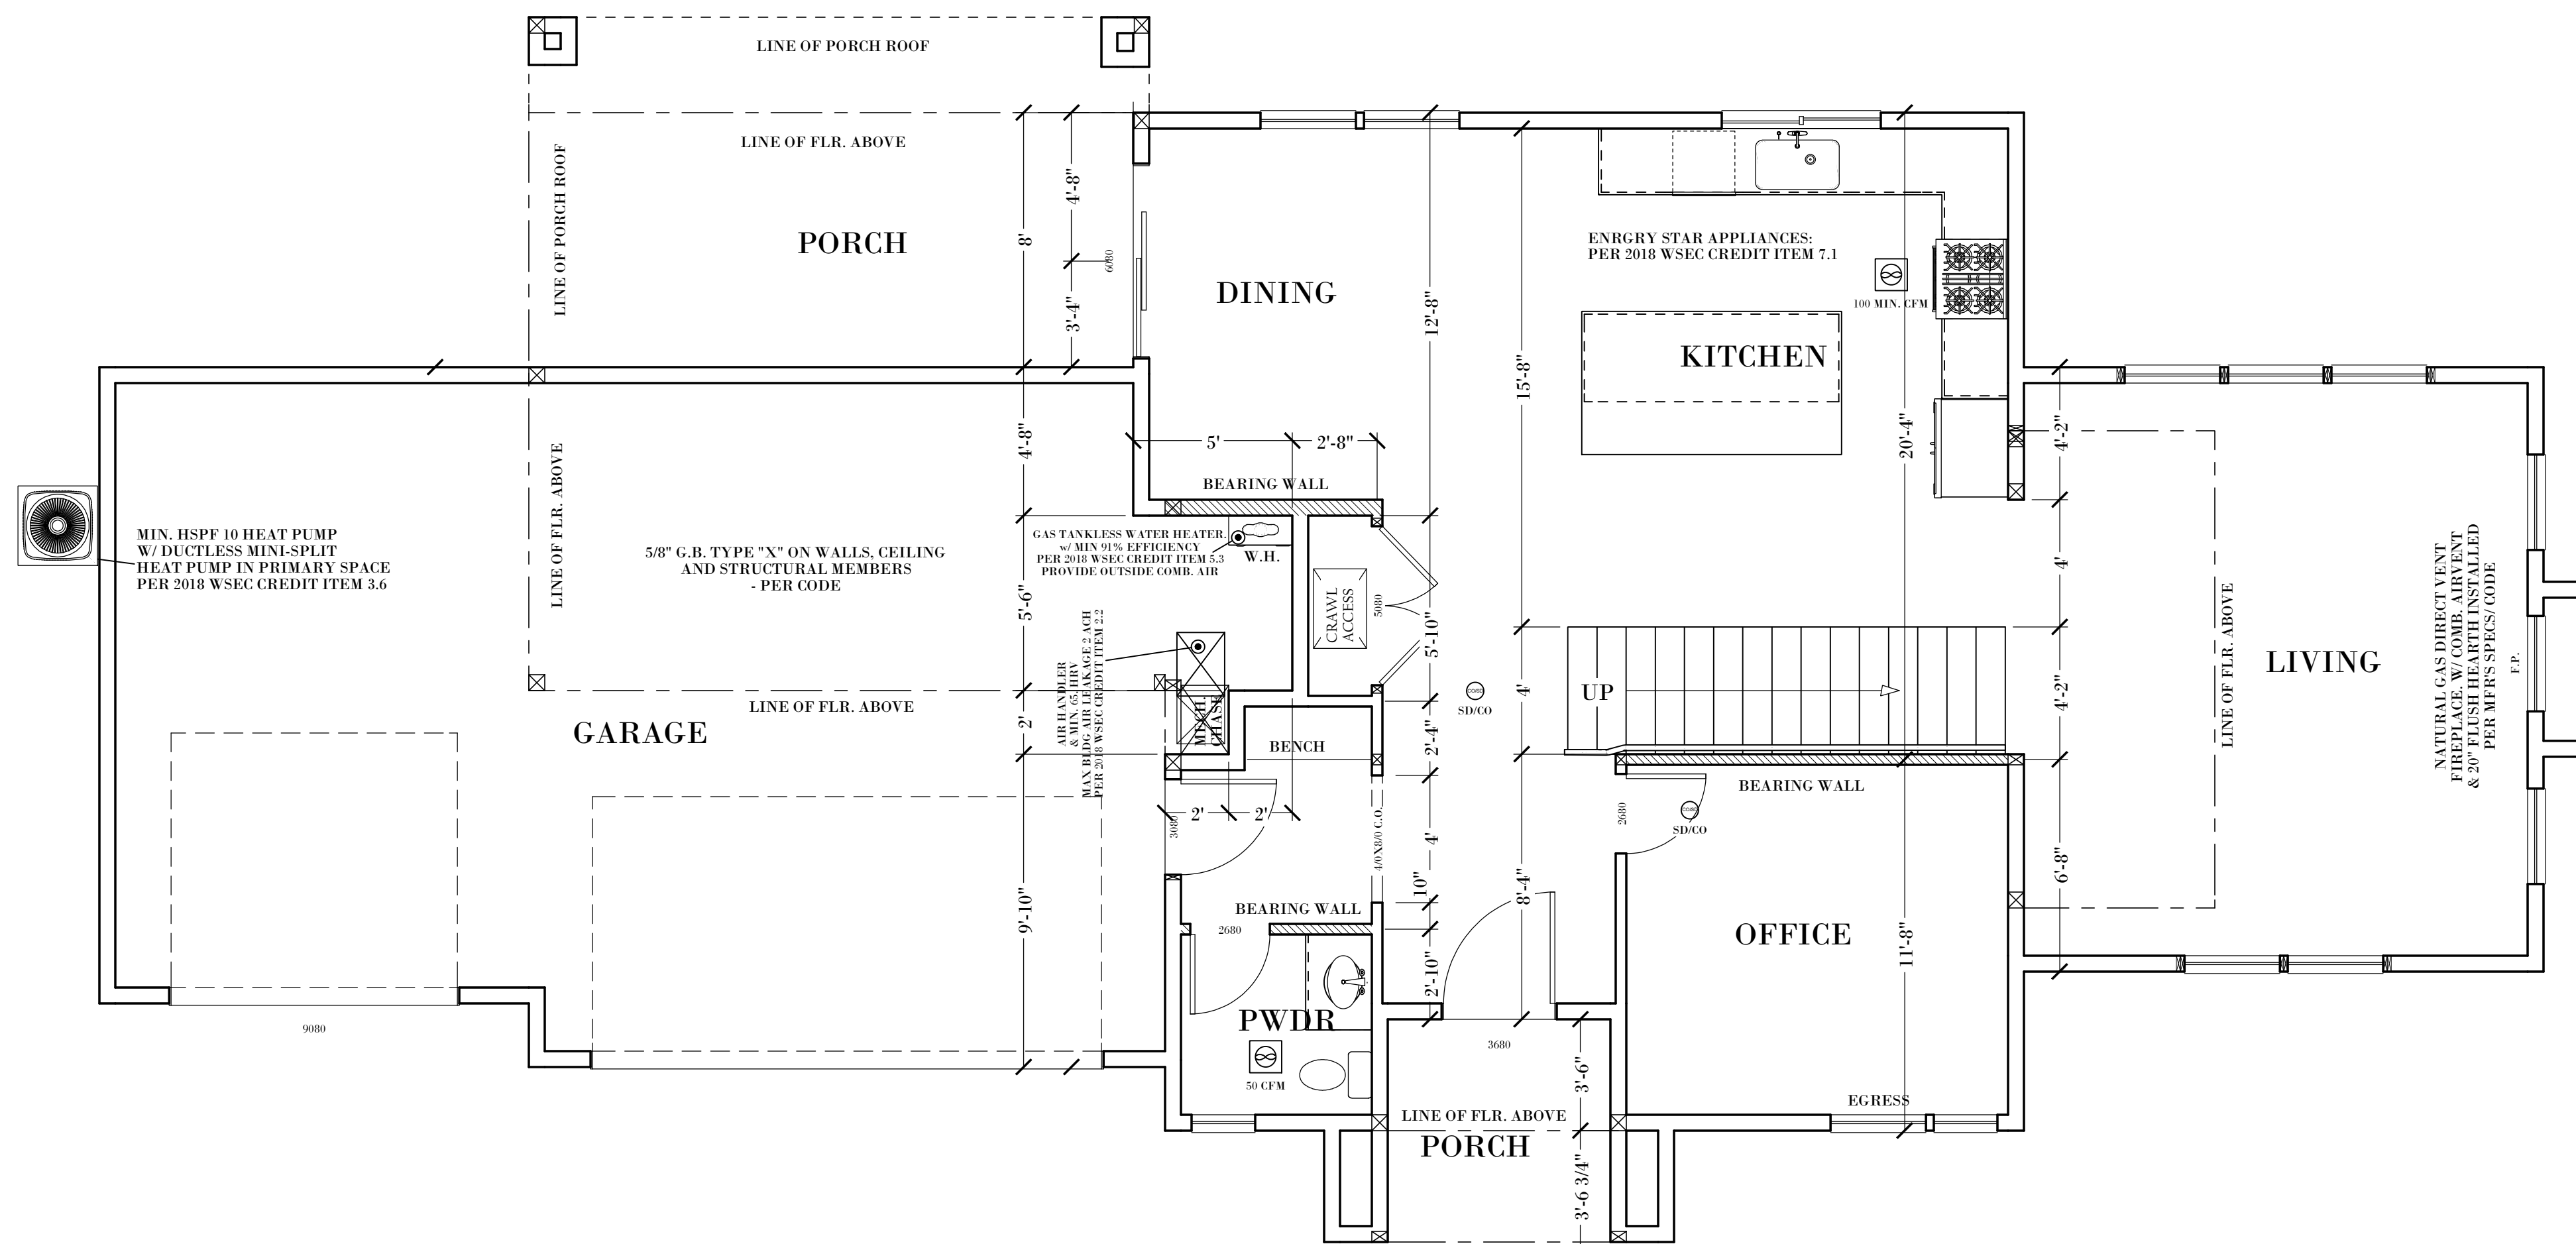 LINE OF PORCH ROOF
LINE OF FLR. ABOVE
LINE OF PORCH ROOF
PORCH
8'
4'-8"
3'-4"
6080
DINING
12'-8"
15'-8"
ENRGRY STAR APPLIANCES:
PER 2018 WSEC CREDIT ITEM 7.1
100 MIN. CFM
KITCHEN
20'-4"
5'
2'-8"
BEARING WALL
4'-8"
4'-2"
MIN. HSPF 10 HEAT PUMP
W/ DUCTLESS MINI-SPLIT
HEAT PUMP IN PRIMARY SPACE
PER 2018 WSEC CREDIT ITEM 3.6
LINE OF FLR. ABOVE
5/8" G.B. TYPE "X" ON WALLS, CEILING
AND STRUCTURAL MEMBERS
- PER CODE
GAS TANKLESS WATER HEATER.
w/ MIN 91% EFFICIENCY
PER 2018 WSEC CREDIT ITEM 5.3
PROVIDE OUTSIDE COMB. AIR
W.H.
5'-6"
CRAWL
ACCESS
5080
5'-10"
4'
4'
UP
SD/CO
LINE OF FLR. ABOVE
GARAGE
2'
AIR HANDLER
& MIN. 65. HRV
MAX BLDG AIR LEAKAGE 2 ACH
PER 2018 WSEC CREDIT ITEM 2.2
MECH.
CHASE
BENCH
2'-4"
4'-2"
LIVING
LINE OF FLR. ABOVE
NATURAL GAS DIRECT VENT
FIREPLACE. W/ COMB. AIRVENT
& 20" FLUSH HEARTH INSTALLED
PER MFR'S SPECS/ CODE
F.P.
BEARING WALL
2'
2'
3080
4/0X8/0 C.O.
4'
2680
SD/CO
6'-8"
9'-10"
10"
8'-4"
BEARING WALL
2680
OFFICE
11'-8"
2'-10"
PWDR
9080
3680
50 CFM
3'-6"
EGRESS
LINE OF FLR. ABOVE
PORCH
3'-6 3/4"